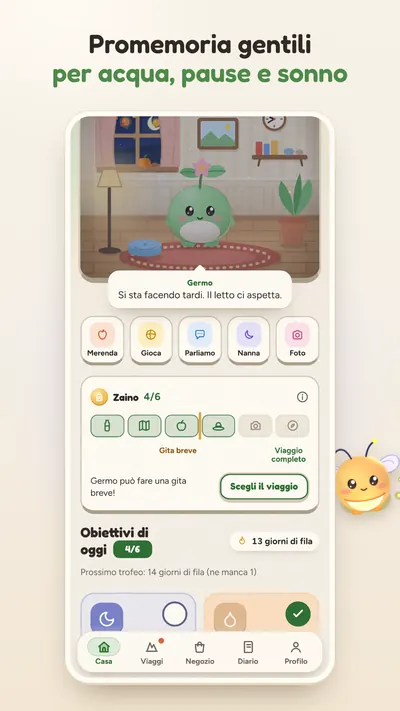 Promemoria gentili
per acqua, pause e sonno
Germo
Si sta facendo tardi. Il letto ci aspetta.
Merenda
Gioca
Parliamo
Nanna
Foto
Zaino 4/6
Gita breve
Viaggio
completo
Germo può fare una gita
breve!
Scegli il viaggio
Obiettivi di
oggi 4/6
13 giorni di fila
Prossimo trofeo: 14 giorni di fila (ne manca 1)
Casa
Viaggi
Negozio
Diario
Profilo